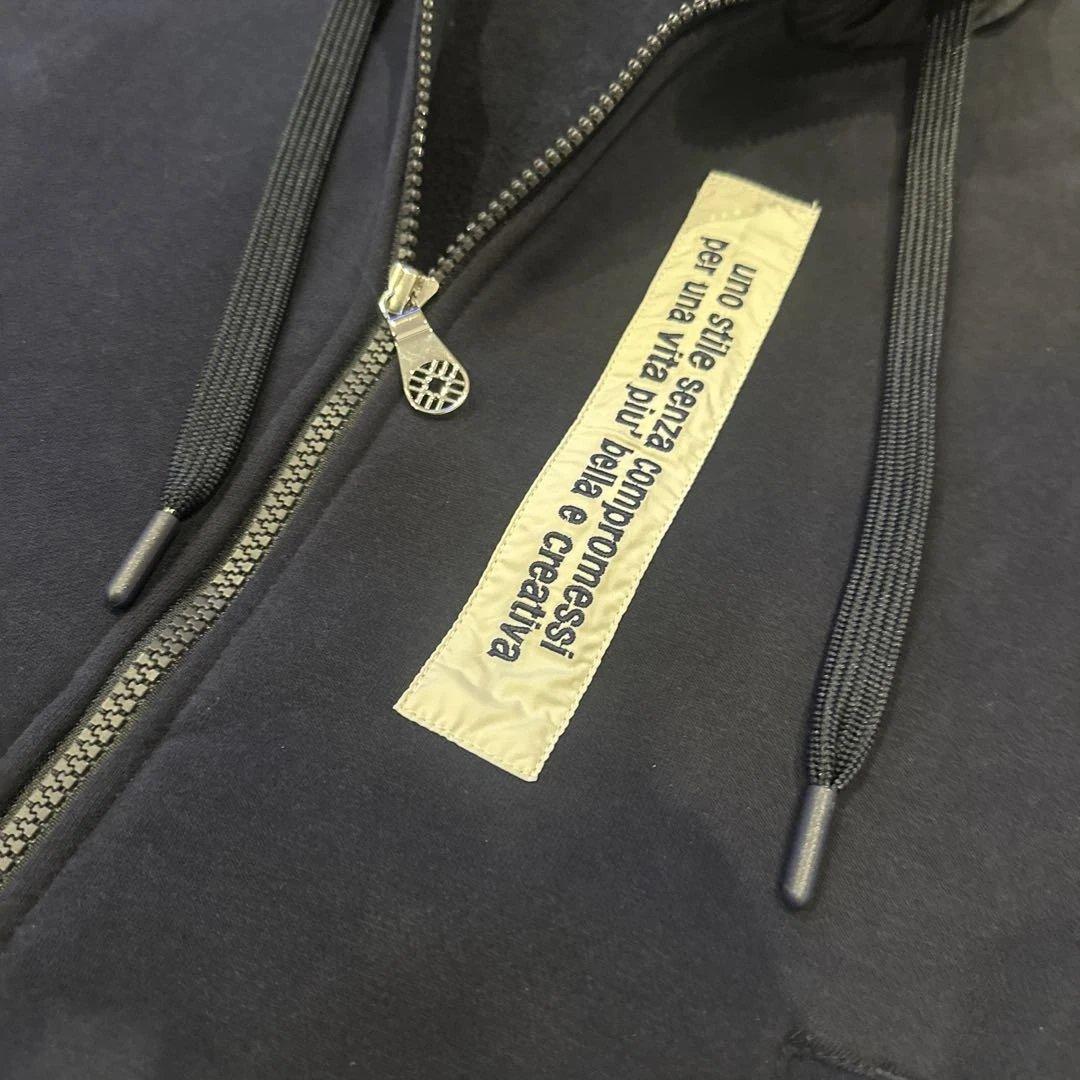 uno stile senza compromessi
per una vita piu' bella e creativa